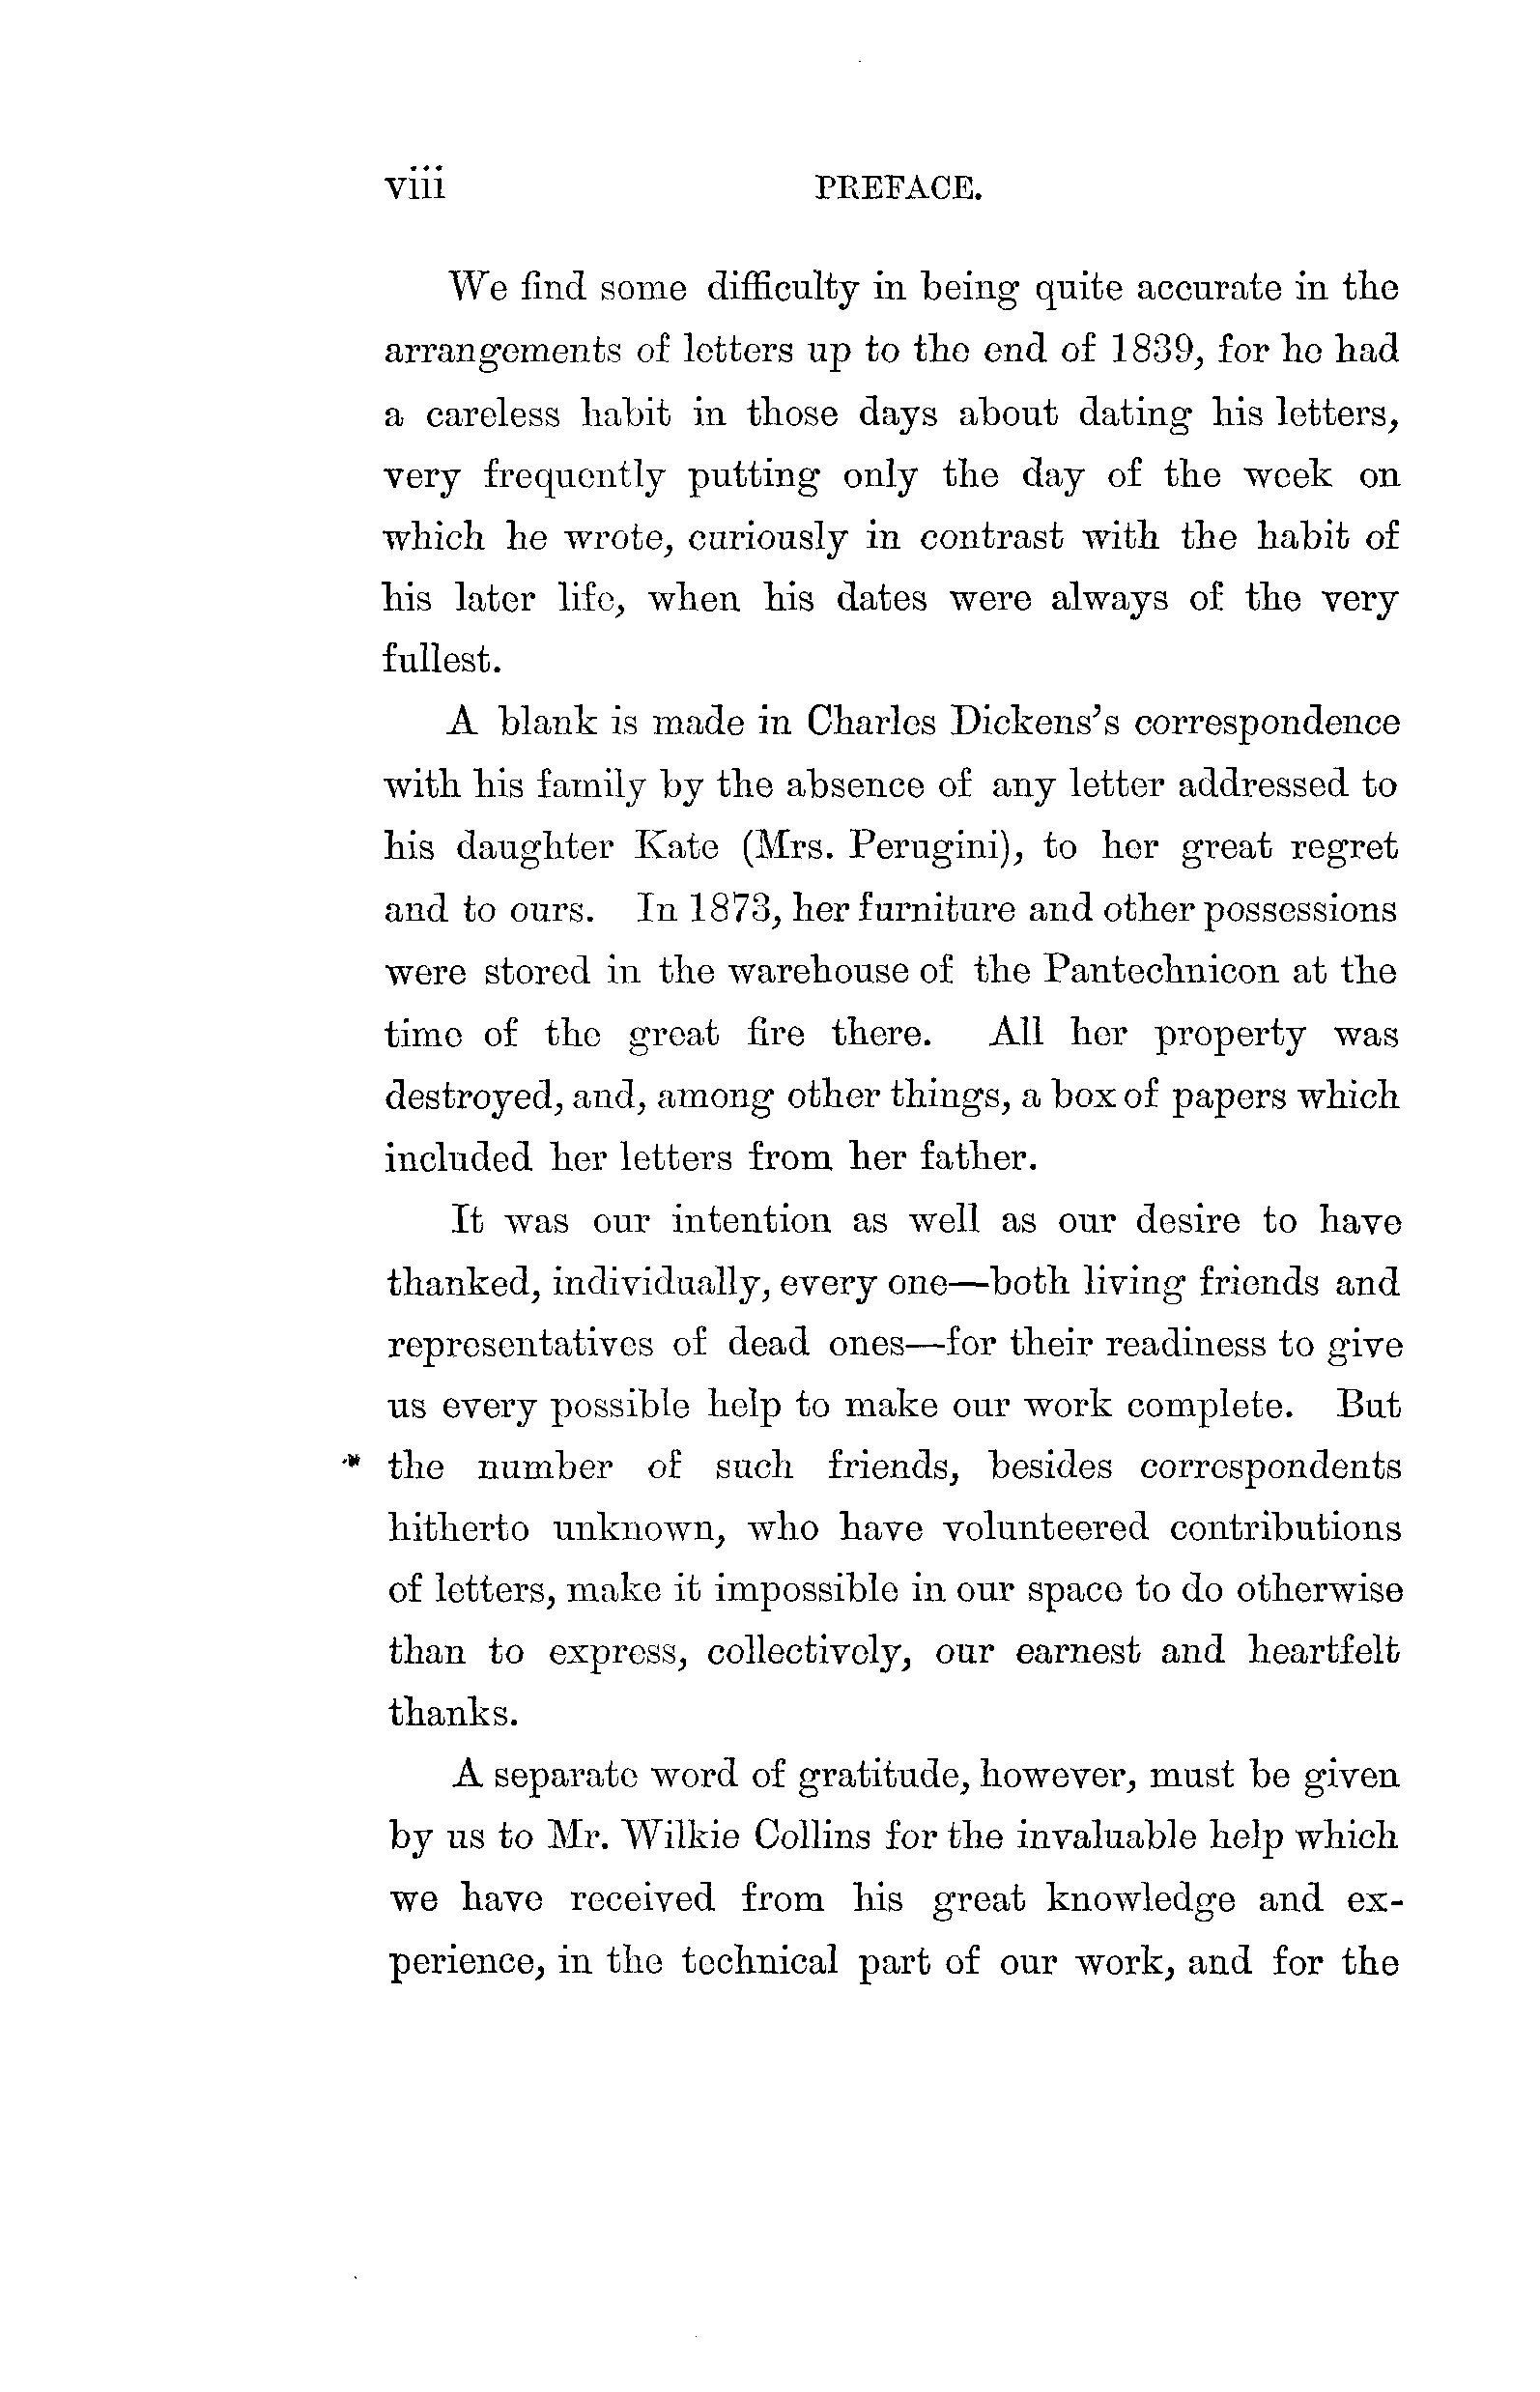 viii PREFACE.
We find some difficulty in being quite accurate in the
arrangements of letters up to the end of 1839, for he had
a careless habit in those days about dating his letters,
very frequently putting only the day of the week on
which he wrote, curiously in contrast with the habit of
his later life, when his dates were always of the very
fullest.
A blank is made in Charles Dickens's correspondence
with his family by the absence of any letter addressed to
his daughter Kate (Mrs. Perugini), to her great regret
and to ours. In 1873, her furniture and other possessions
were stored in the warehouse of the Pantechnicon at the
time of the great fire there. All her property was
destroyed, and, among other things, a box of papers which
included her letters from her father.
It was our intention as well as our desire to have
thanked, individually, every one—both living friends and
representatives of dead ones—for their readiness to give
us every possible help to make our work complete. But
the number of such friends, besides correspondents
hitherto unknown, who have volunteered contributions
of letters, make it impossible in our space to do otherwise
than to express, collectively, our earnest and heartfelt
thanks.
A separate word of gratitude, however, must be given
by us to Mr. Wilkie Collins for the invaluable help which
we have received from his great knowledge and ex-
perience, in the technical part of our work, and for the